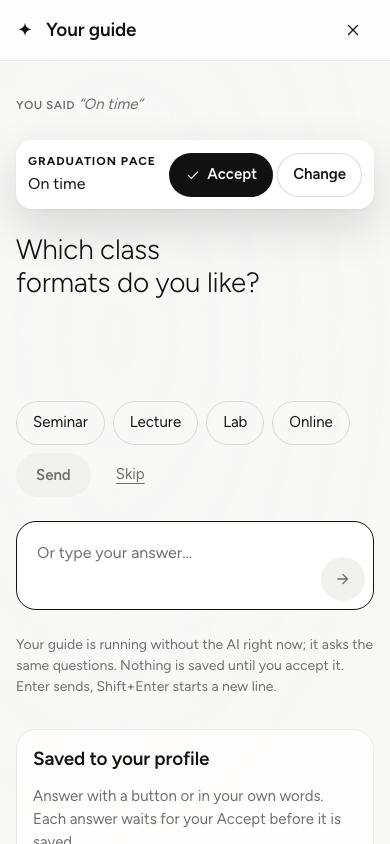 Your guide
YOU SAID “On time”
GRADUATION PACE
On time
Accept
Change
Which class
formats do you like?
Seminar
Lecture
Lab
Online
Send
Skip
Or type your answer...
Your guide is running without the AI right now; it asks the
same questions. Nothing is saved until you accept it.
Enter sends, Shift+Enter starts a new line.
Saved to your profile
Answer with a button or in your own words.
Each answer waits for your Accept before it is
saved